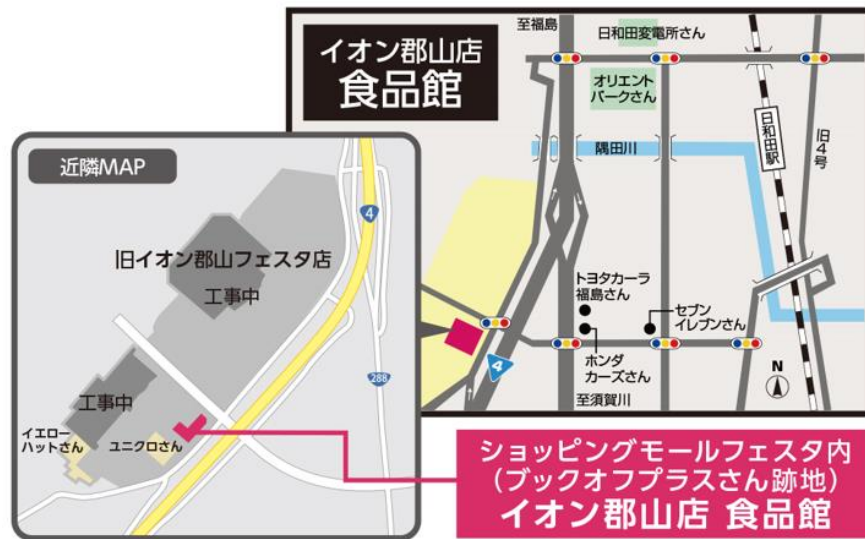 イオン郡山店
食品館
至福島
日和田変電所さん
オリエント
パークさん
隅田川
日和田駅
旧4号
トヨタカーラ
福島さん
セブン
イレブンさん
ホンダ
カーズさん
4
至須賀川
N
近隣MAP
4
旧イオン郡山フェスタ店
工事中
288
工事中
イエロー
ハットさん
ユニクロさん
ショッピングモールフェスタ内
(ブックオフプラスさん跡地)
イオン郡山店 食品館